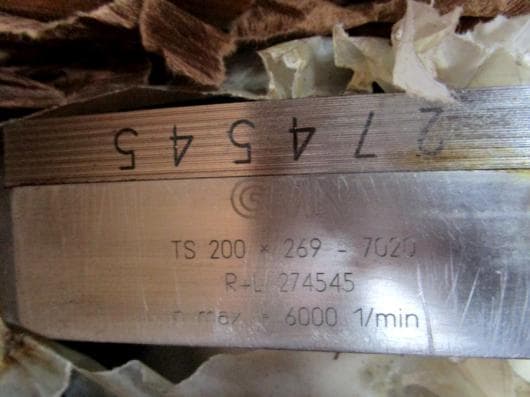 274545
TS 200 × 269 - 7020
R+L 274545
n max = 6000 1/min